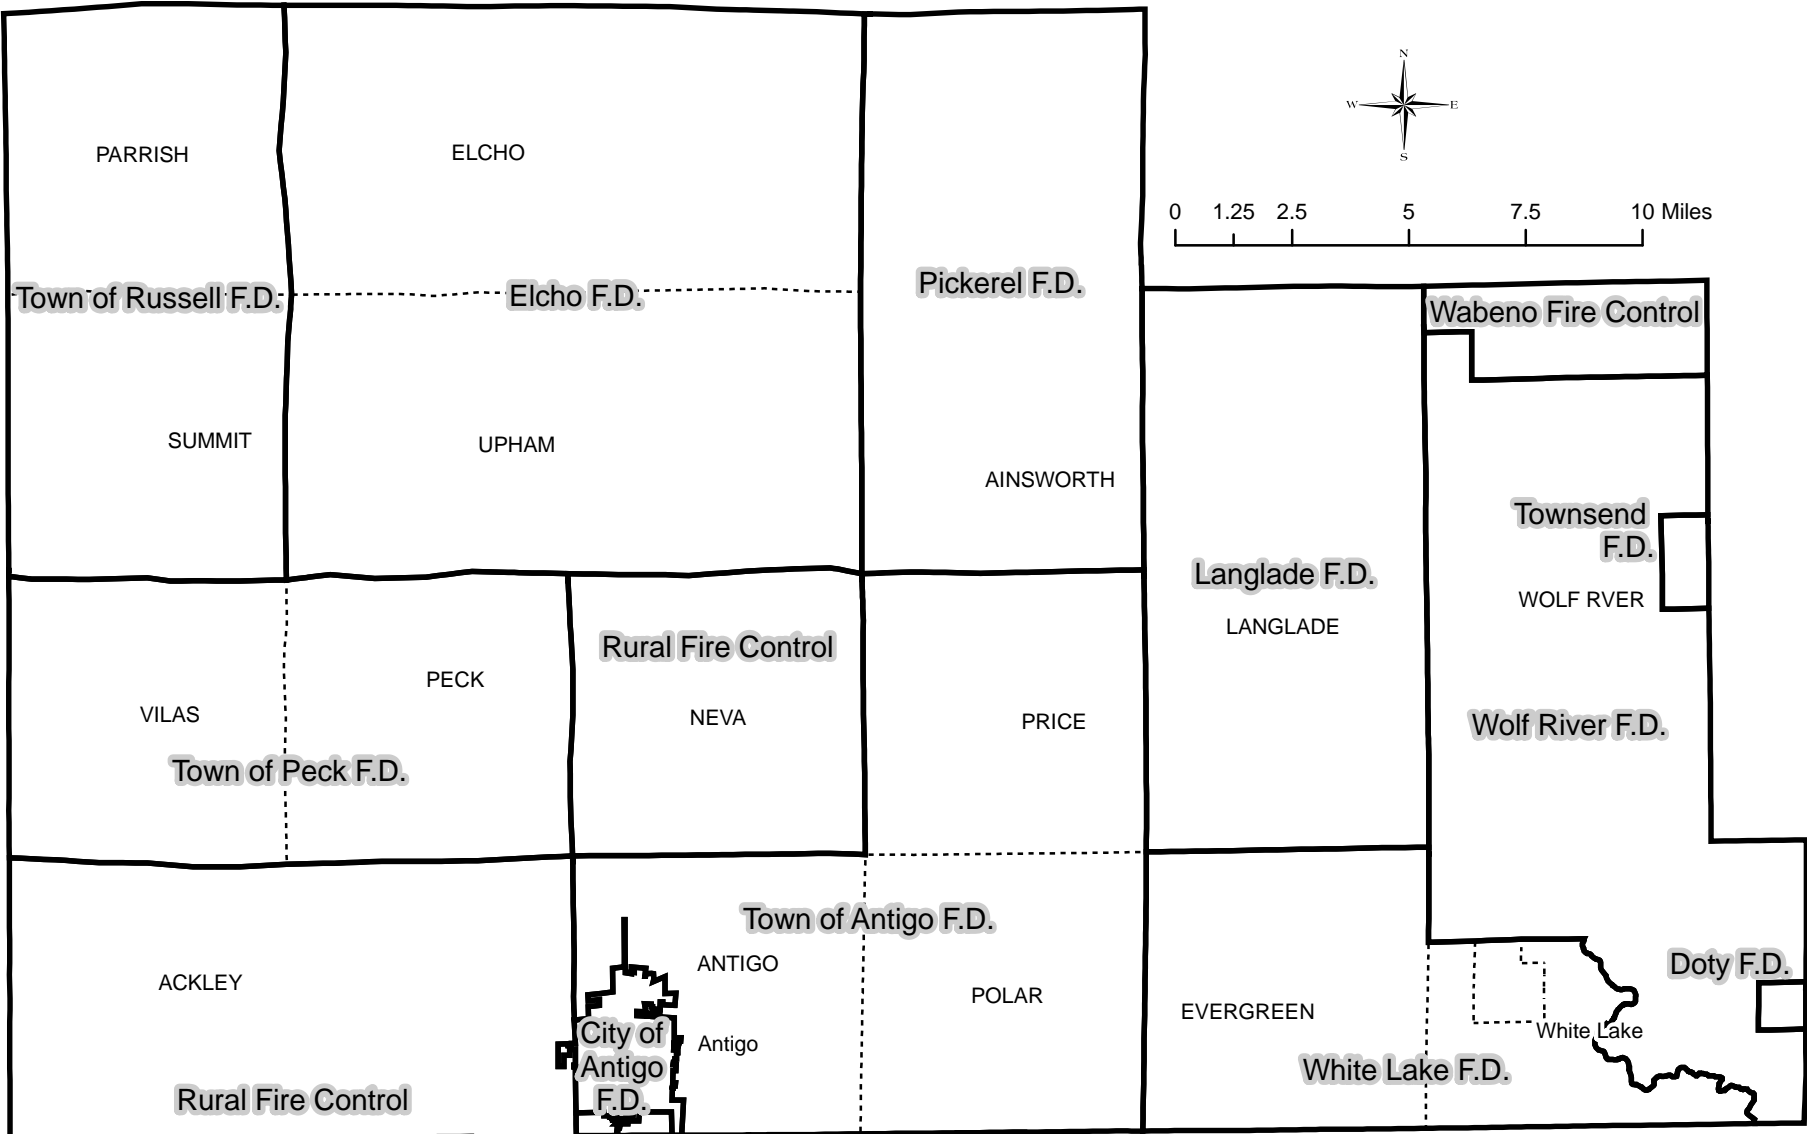 N
W E
S
0 1.25 2.5 5 7.5 10 Miles
PARRISH
ELCHO
Town of Russell F.D.
Elcho F.D.
Pickerel F.D.
Wabeno Fire Control
SUMMIT
UPHAM
AINSWORTH
Townsend
F.D.
Langlade F.D.
WOLF RVER
LANGLADE
Rural Fire Control
PECK
VILAS
NEVA
PRICE
Wolf River F.D.
Town of Peck F.D.
Town of Antigo F.D.
ANTIGO
Doty F.D.
ACKLEY
POLAR
EVERGREEN
City of
Antigo
F.D.
Antigo
White Lake
White Lake F.D.
Rural Fire Control